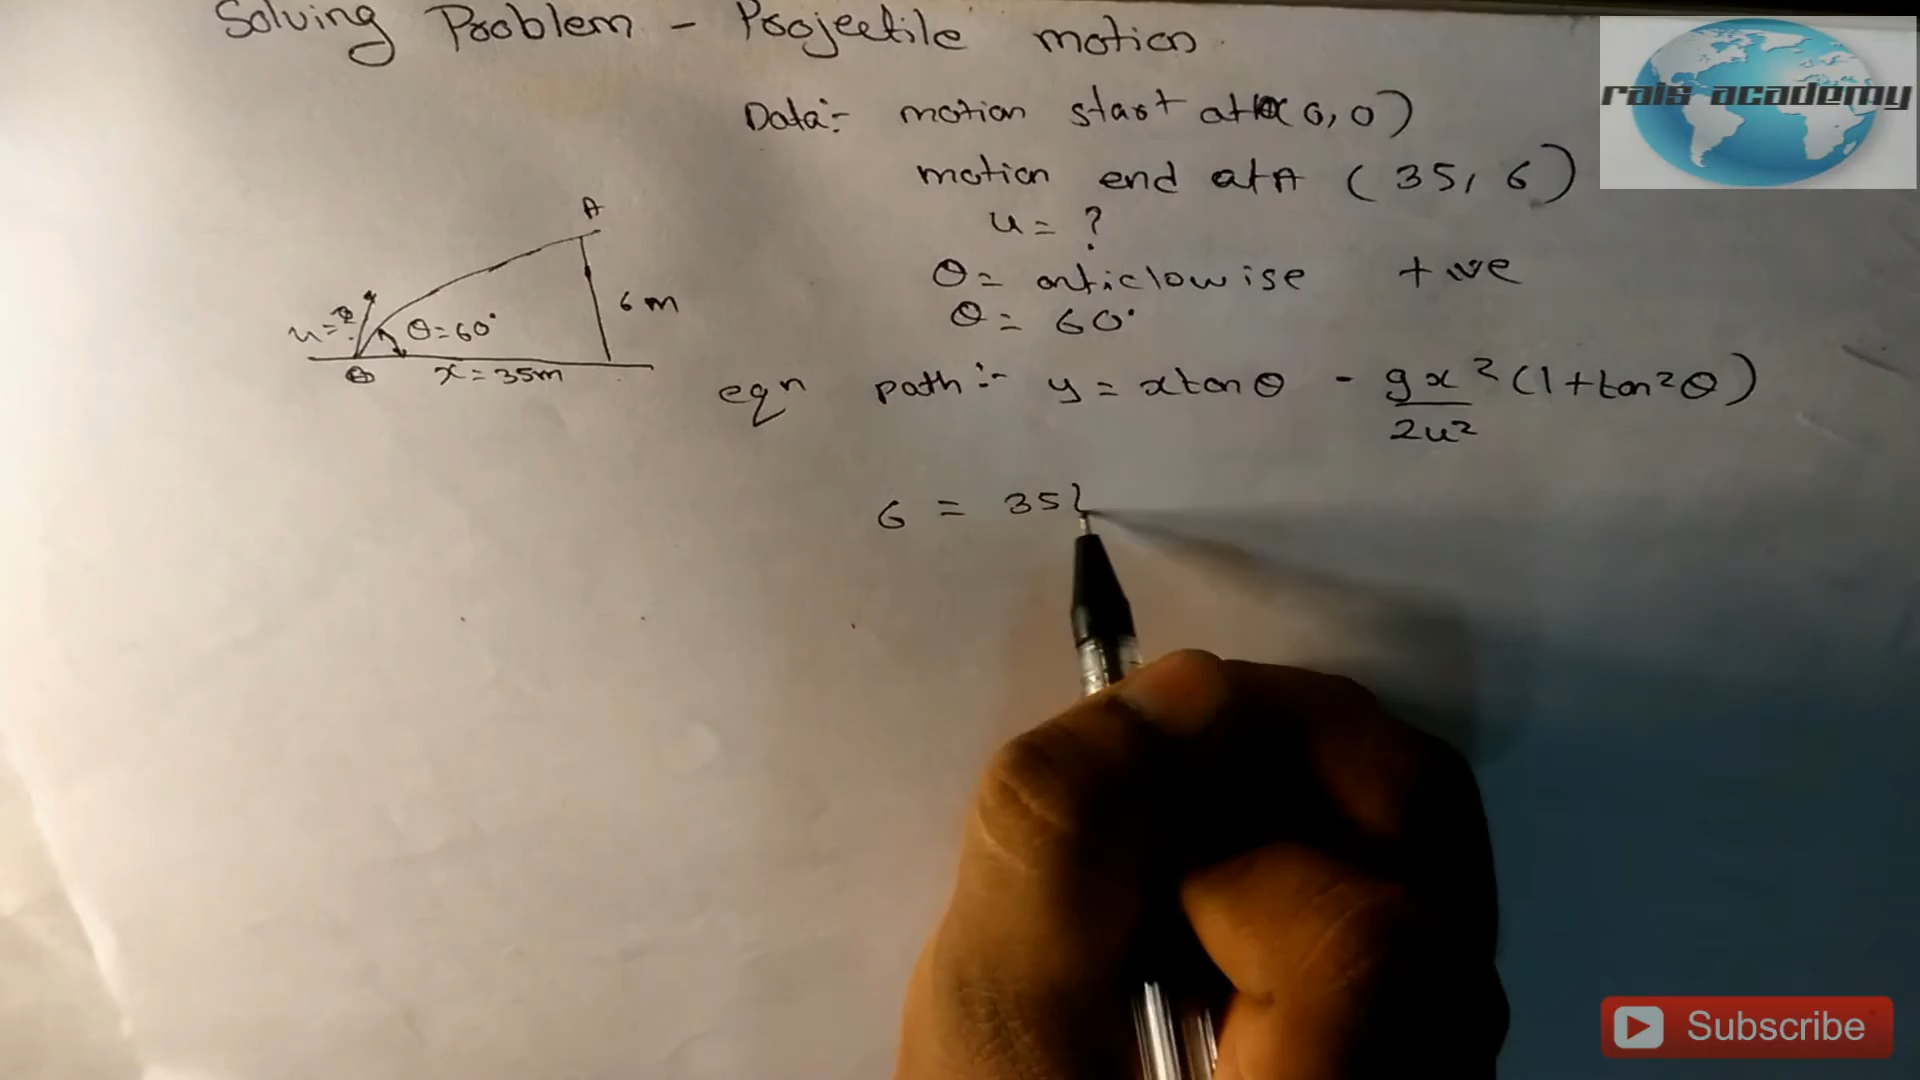 Solving Problem - Projectile motion
Data:- motion start at (0,0)
motion end at A (35, 6)
u = ?
θ = anticlowise +ve
θ = 60°
A
6 m
u=?
θ=60°
x=35m
eqn path:- y = x tan θ - gx²/2u² (1+tan²θ)
6 = 35
rais academy
Subscribe